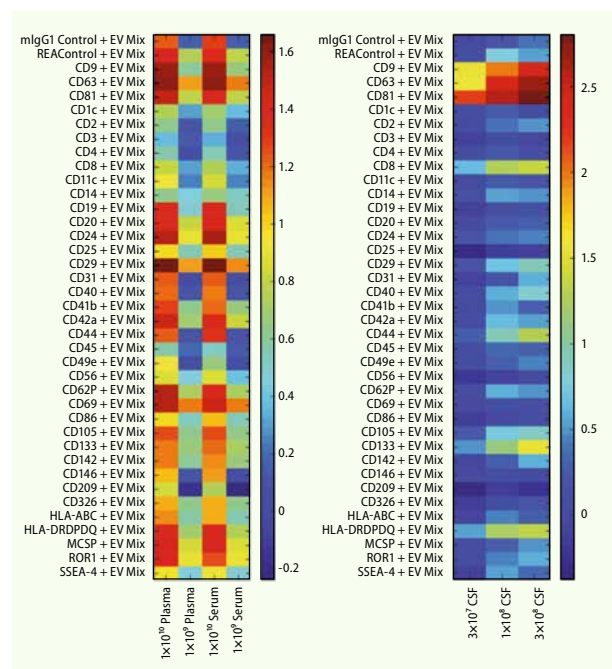 mIgG1 Control + EV Mix
REAControl + EV Mix
CD9 + EV Mix
CD63 + EV Mix
CD81 + EV Mix
CD1c + EV Mix
CD2 + EV Mix
CD3 + EV Mix
CD4 + EV Mix
CD8 + EV Mix
CD11c + EV Mix
CD14 + EV Mix
CD19 + EV Mix
CD20 + EV Mix
CD24 + EV Mix
CD25 + EV Mix
CD29 + EV Mix
CD31 + EV Mix
CD40 + EV Mix
CD41b + EV Mix
CD42a + EV Mix
CD44 + EV Mix
CD45 + EV Mix
CD49e + EV Mix
CD56 + EV Mix
CD62P + EV Mix
CD69 + EV Mix
CD86 + EV Mix
CD105 + EV Mix
CD133 + EV Mix
CD142 + EV Mix
CD146 + EV Mix
CD209 + EV Mix
CD326 + EV Mix
HLA-ABC + EV Mix
HLA-DRDPDQ + EV Mix
MCSP + EV Mix
ROR1 + EV Mix
SSEA-4 + EV Mix
1×10¹⁰ Plasma
1×10⁹ Plasma
1×10¹⁰ Serum
1×10⁹ Serum
1.6
1.4
1.2
1
0.8
0.6
0.4
0.2
0
-0.2
mIgG1 Control + EV Mix
REAControl + EV Mix
CD9 + EV Mix
CD63 + EV Mix
CD81 + EV Mix
CD1c + EV Mix
CD2 + EV Mix
CD3 + EV Mix
CD4 + EV Mix
CD8 + EV Mix
CD11c + EV Mix
CD14 + EV Mix
CD19 + EV Mix
CD20 + EV Mix
CD24 + EV Mix
CD25 + EV Mix
CD29 + EV Mix
CD31 + EV Mix
CD40 + EV Mix
CD41b + EV Mix
CD42a + EV Mix
CD44 + EV Mix
CD45 + EV Mix
CD49e + EV Mix
CD56 + EV Mix
CD62P + EV Mix
CD69 + EV Mix
CD86 + EV Mix
CD105 + EV Mix
CD133 + EV Mix
CD142 + EV Mix
CD146 + EV Mix
CD209 + EV Mix
CD326 + EV Mix
HLA-ABC + EV Mix
HLA-DRDPDQ + EV Mix
MCSP + EV Mix
ROR1 + EV Mix
SSEA-4 + EV Mix
3×10⁷ CSF
1×10⁸ CSF
3×10⁸ CSF
2.5
2
1.5
1
0.5
0